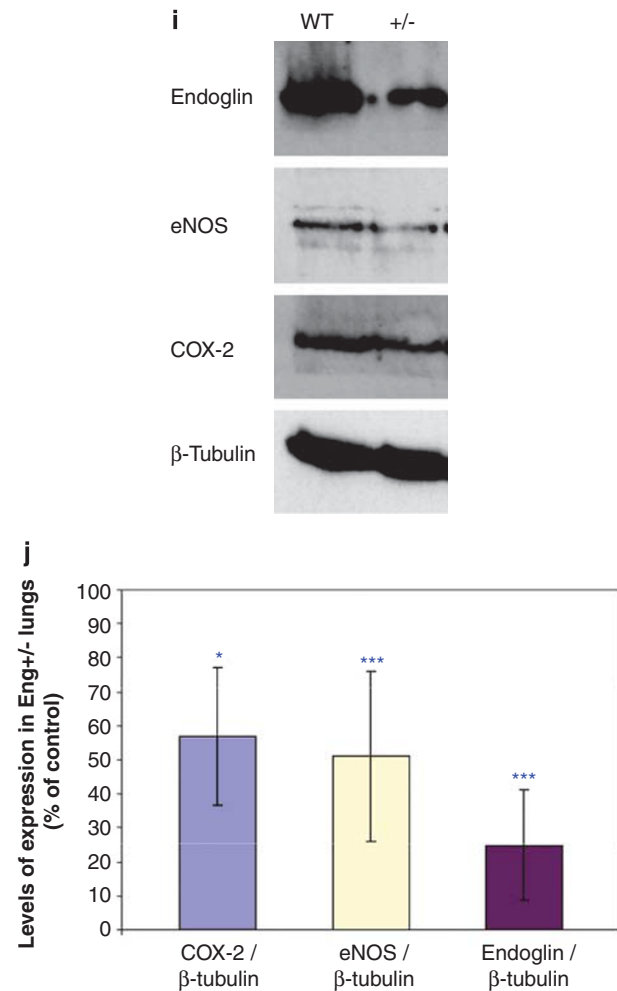 i
WT +/-
Endoglin
eNOS
COX-2
β-Tubulin
j
Levels of expression in Eng+/- lungs
(% of control)
100
90
80
70
60
50
40
30
20
10
0
*
***
***
COX-2 /
β-tubulin
eNOS /
β-tubulin
Endoglin /
β-tubulin